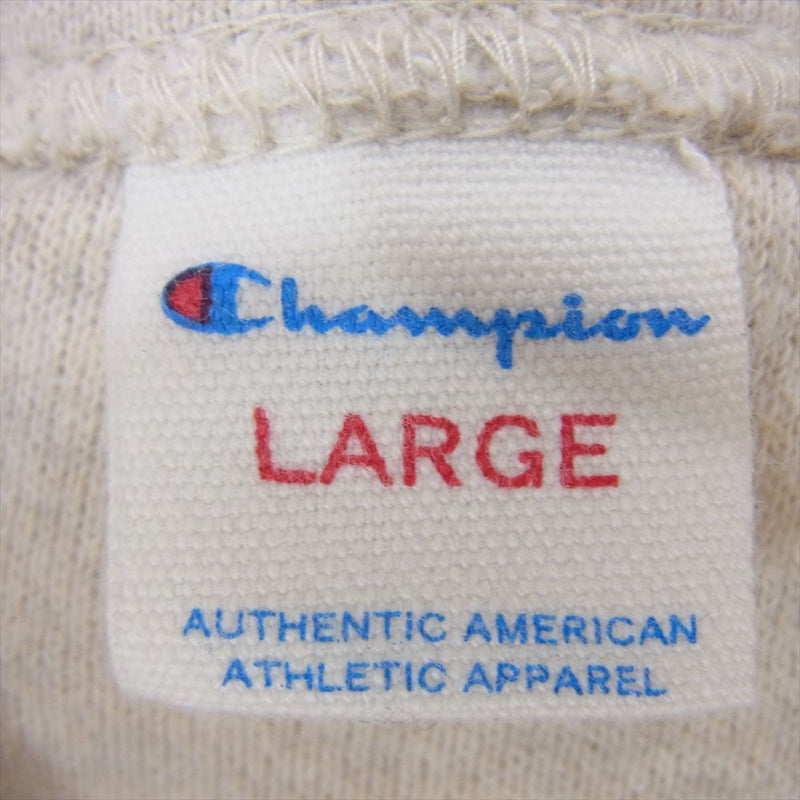 Champion
LARGE
AUTHENTIC AMERICAN
ATHLETIC APPAREL